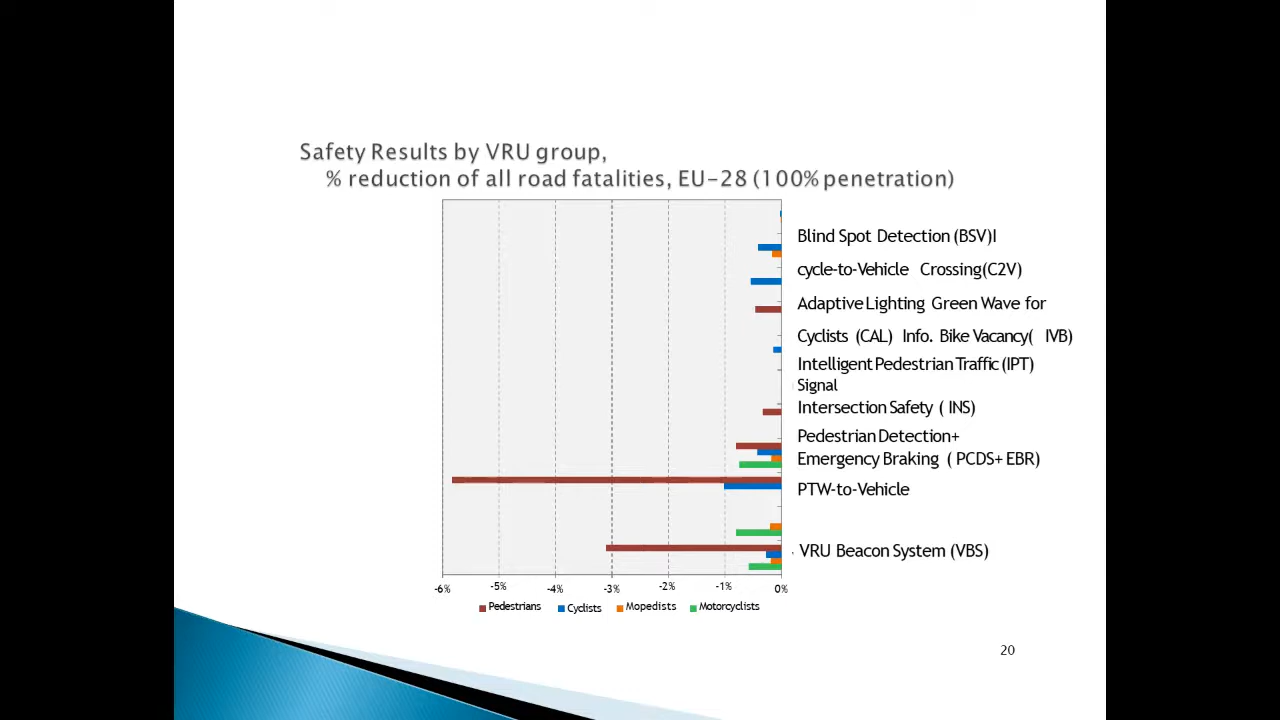 Safety Results by VRU group,
% reduction of all road fatalities, EU-28 (100% penetration)
Blind Spot Detection (BSV)I
cycle-to-Vehicle Crossing(C2V)
Adaptive Lighting Green Wave for
Cyclists (CAL) Info. Bike Vacancy( IVB)
Intelligent Pedestrian Traffic (IPT)
Signal
Intersection Safety ( INS)
Pedestrian Detection+
Emergency Braking ( PCDS+ EBR)
PTW-to-Vehicle
VRU Beacon System (VBS)
-6% -5% -4% -3% -2% -1% 0%
Pedestrians Cyclists Mopedists Motorcyclists
20